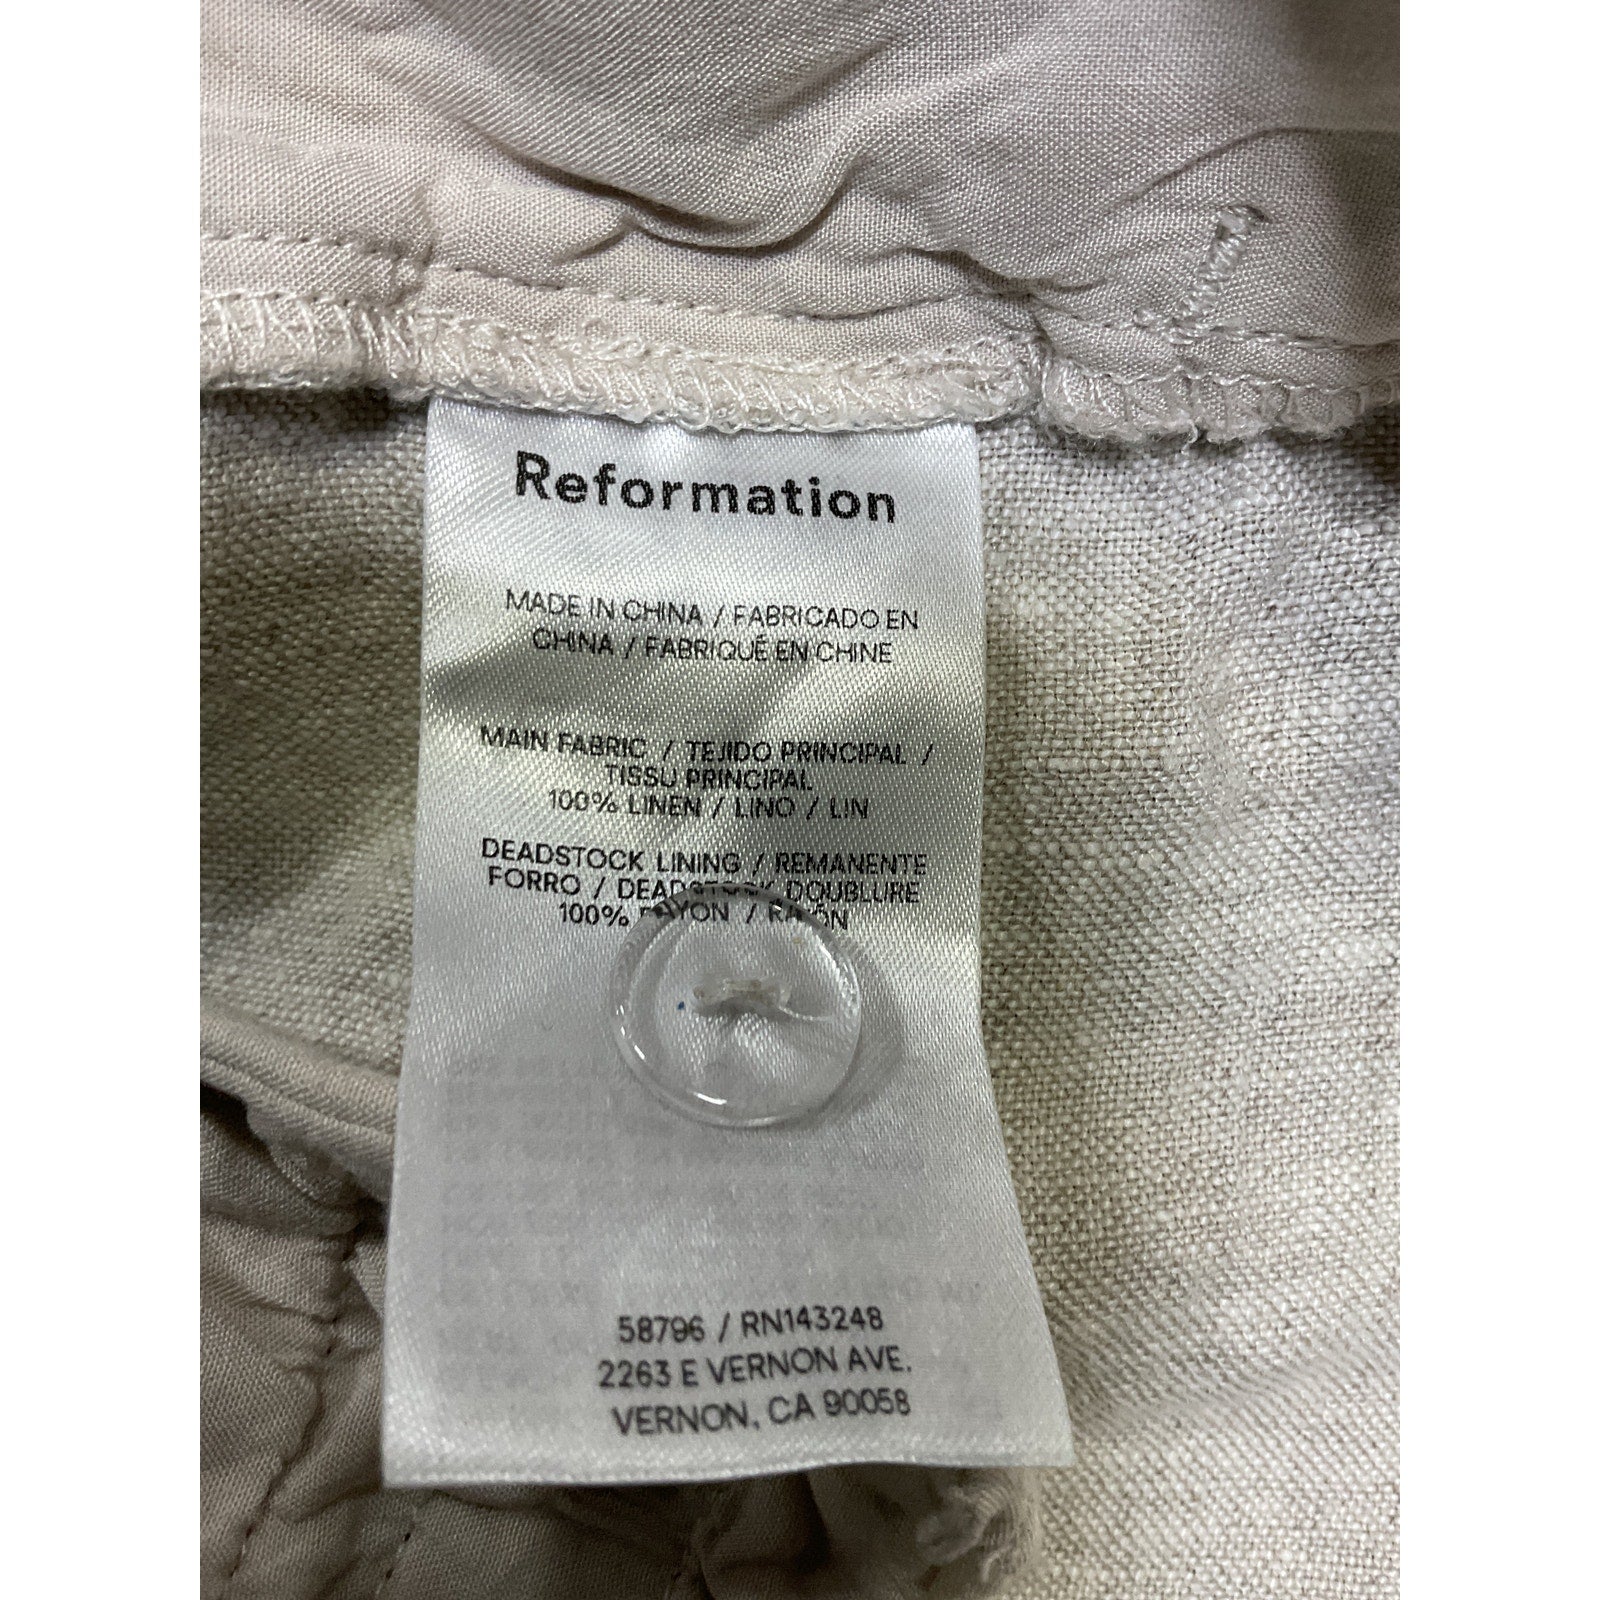 Reformation
MADE IN CHINA / FABRICADO EN
CHINA / FABRIQUÉ EN CHINE
MAIN FABRIC / TEJIDO PRINCIPAL /
TISSU PRINCIPAL
100% LINEN / LINO / LIN
DEADSTOCK LINING / REMANENTE
FORRO / DEADSTOCK DOUBLURE
100% RAYON / RAYÓN
58796 / RN143248
2263 E VERNON AVE.
VERNON, CA 90058